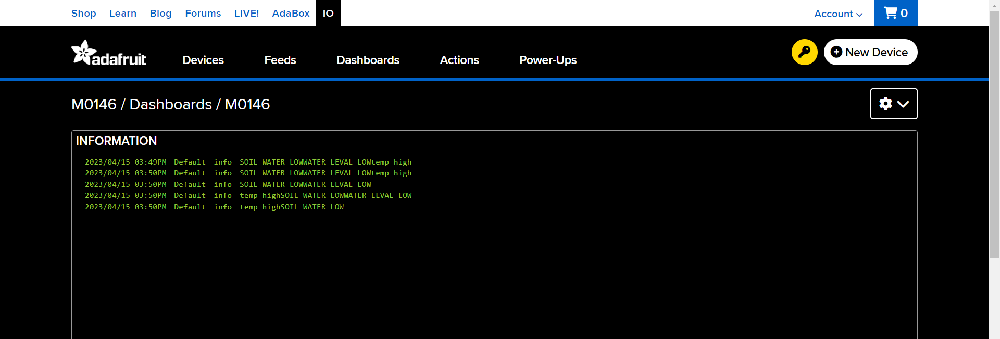 Shop Learn Blog Forums LIVE! AdaBox IO Account 0
adafruit Devices Feeds Dashboards Actions Power-Ups New Device
M0146 / Dashboards / M0146
INFORMATION
2023/04/15 03:49PM Default info SOIL WATER LOWWATER LEVAL LOWtemp high
2023/04/15 03:50PM Default info SOIL WATER LOWWATER LEVAL LOWtemp high
2023/04/15 03:50PM Default info SOIL WATER LOWWATER LEVAL LOW
2023/04/15 03:50PM Default info temp highSOIL WATER LOWWATER LEVAL LOW
2023/04/15 03:50PM Default info temp highSOIL WATER LOW